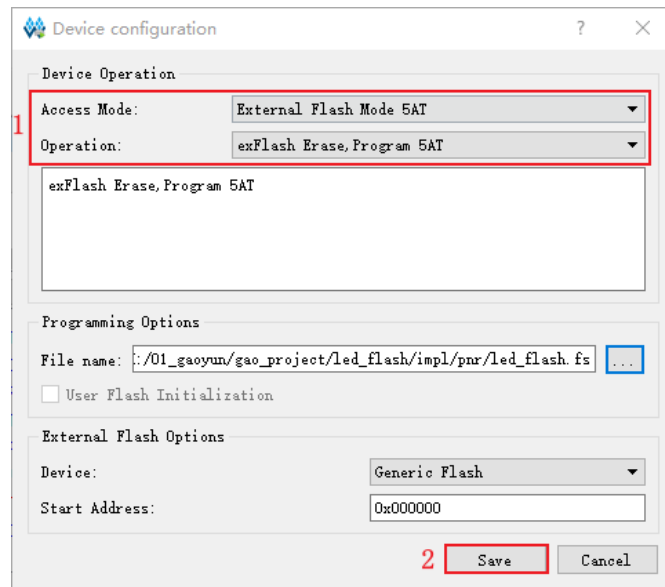 Device configuration
Device Operation
1
Access Mode: External Flash Mode 5AT
Operation: exFlash Erase,Program 5AT
exFlash Erase,Program 5AT
Programming Options
File name: :/01_gaoyun/gao_project/led_flash/impl/pnr/led_flash.fs ...
User Flash Initialization
External Flash Options
Device: Generic Flash
Start Address: 0x000000
2 Save Cancel